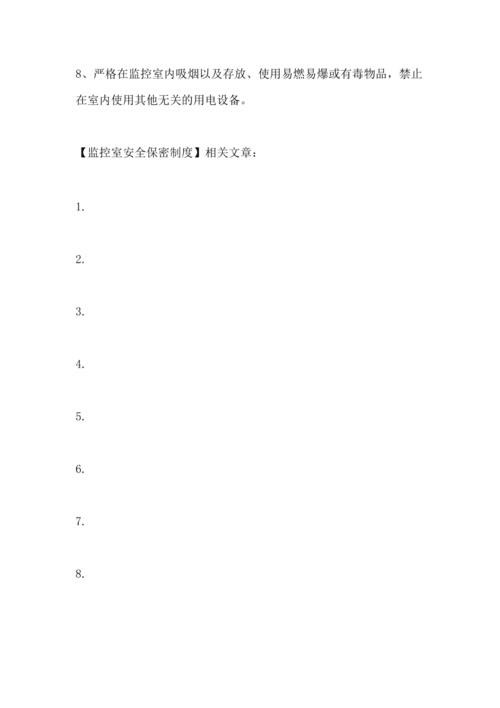 8、严格在监控室内吸烟以及存放、使用易燃易爆或有毒物品，禁止
在室内使用其他无关的用电设备。
【监控室安全保密制度】相关文章：
1.
2.
3.
4.
5.
6.
7.
8.